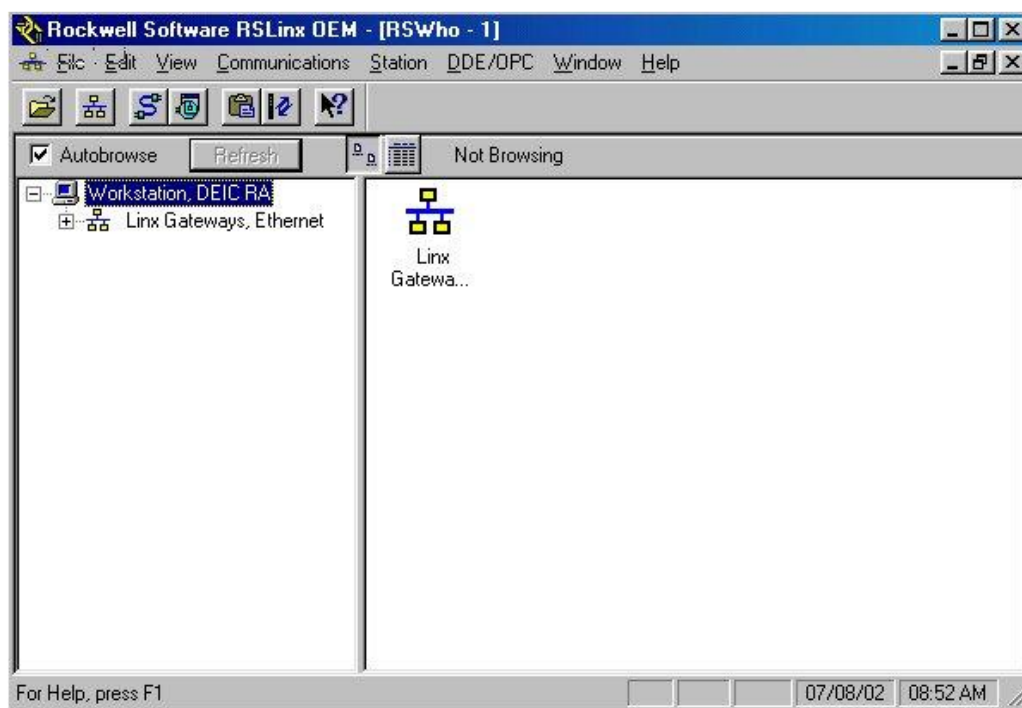 Rockwell Software RSLinx OEM - [RSWho - 1]
File Edit View Communications Station DDE/OPC Window Help
Autobrowse Refresh Not Browsing
Workstation, DEIC RA
Linx Gateways, Ethernet
Linx
Gatewa...
For Help, press F1 07/08/02 08:52 AM